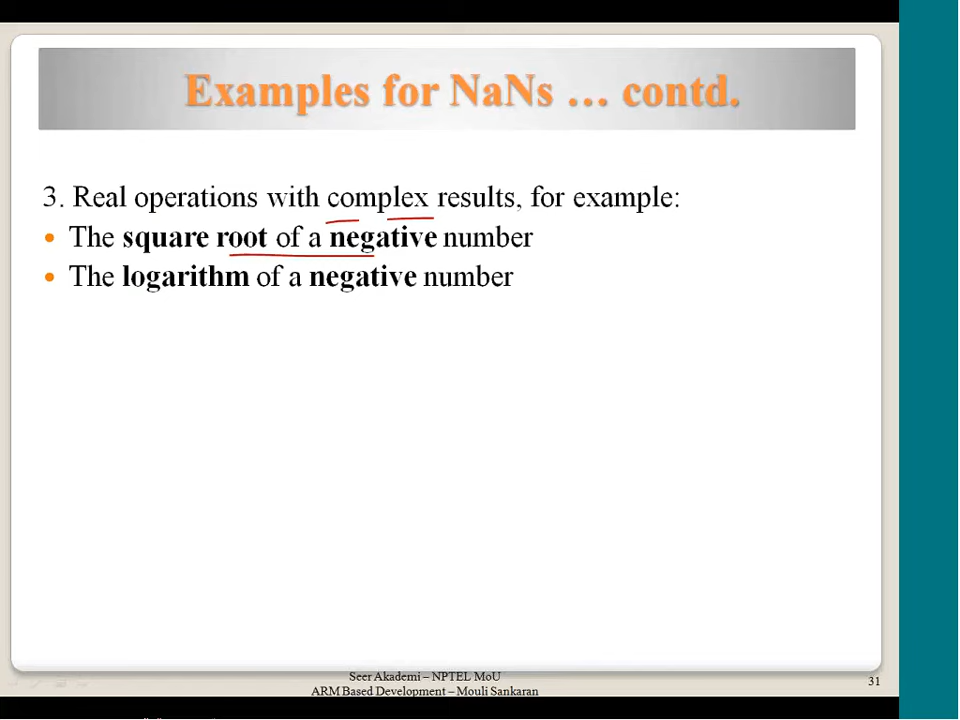 Examples for NaNs … contd.
3. Real operations with complex results, for example:
• The square root of a negative number
• The logarithm of a negative number
Seer Akademi – NPTEL MoU
ARM Based Development – Mouli Sankaran
31